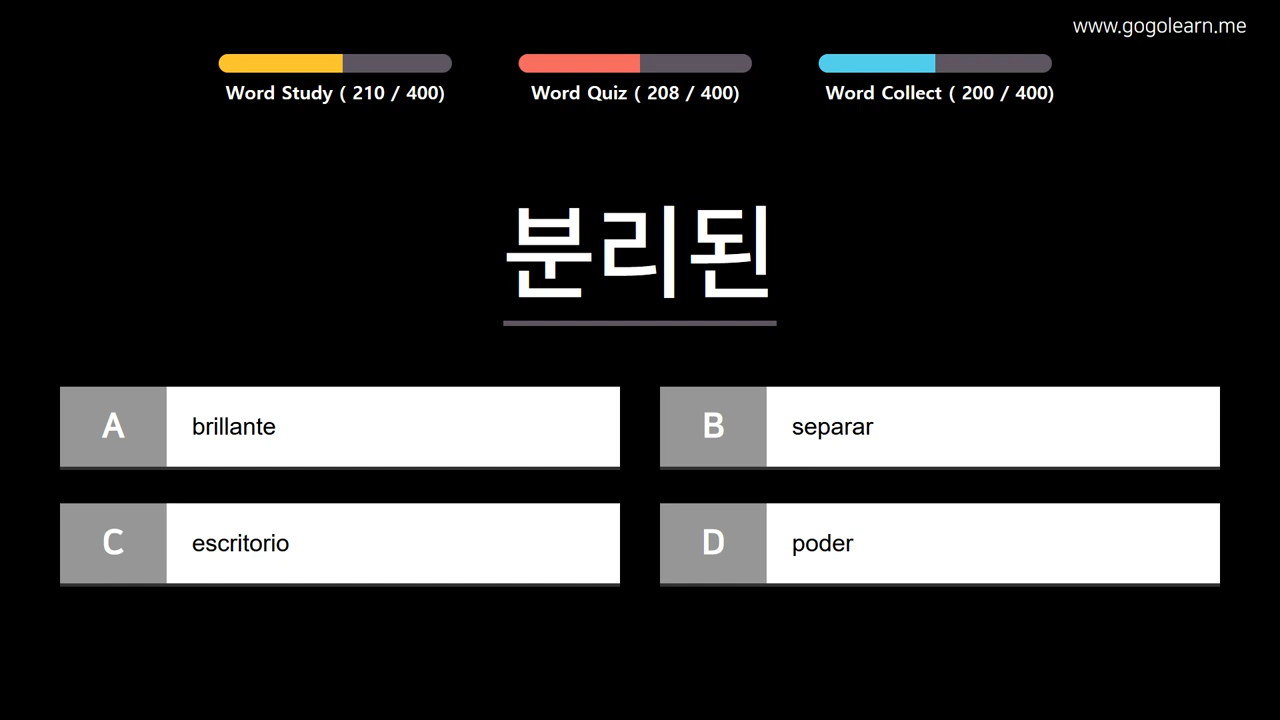 www.gogolearn.me
Word Study ( 210 / 400)
Word Quiz ( 208 / 400)
Word Collect ( 200 / 400)
분리된
A brillante
B separar
C escritorio
D poder